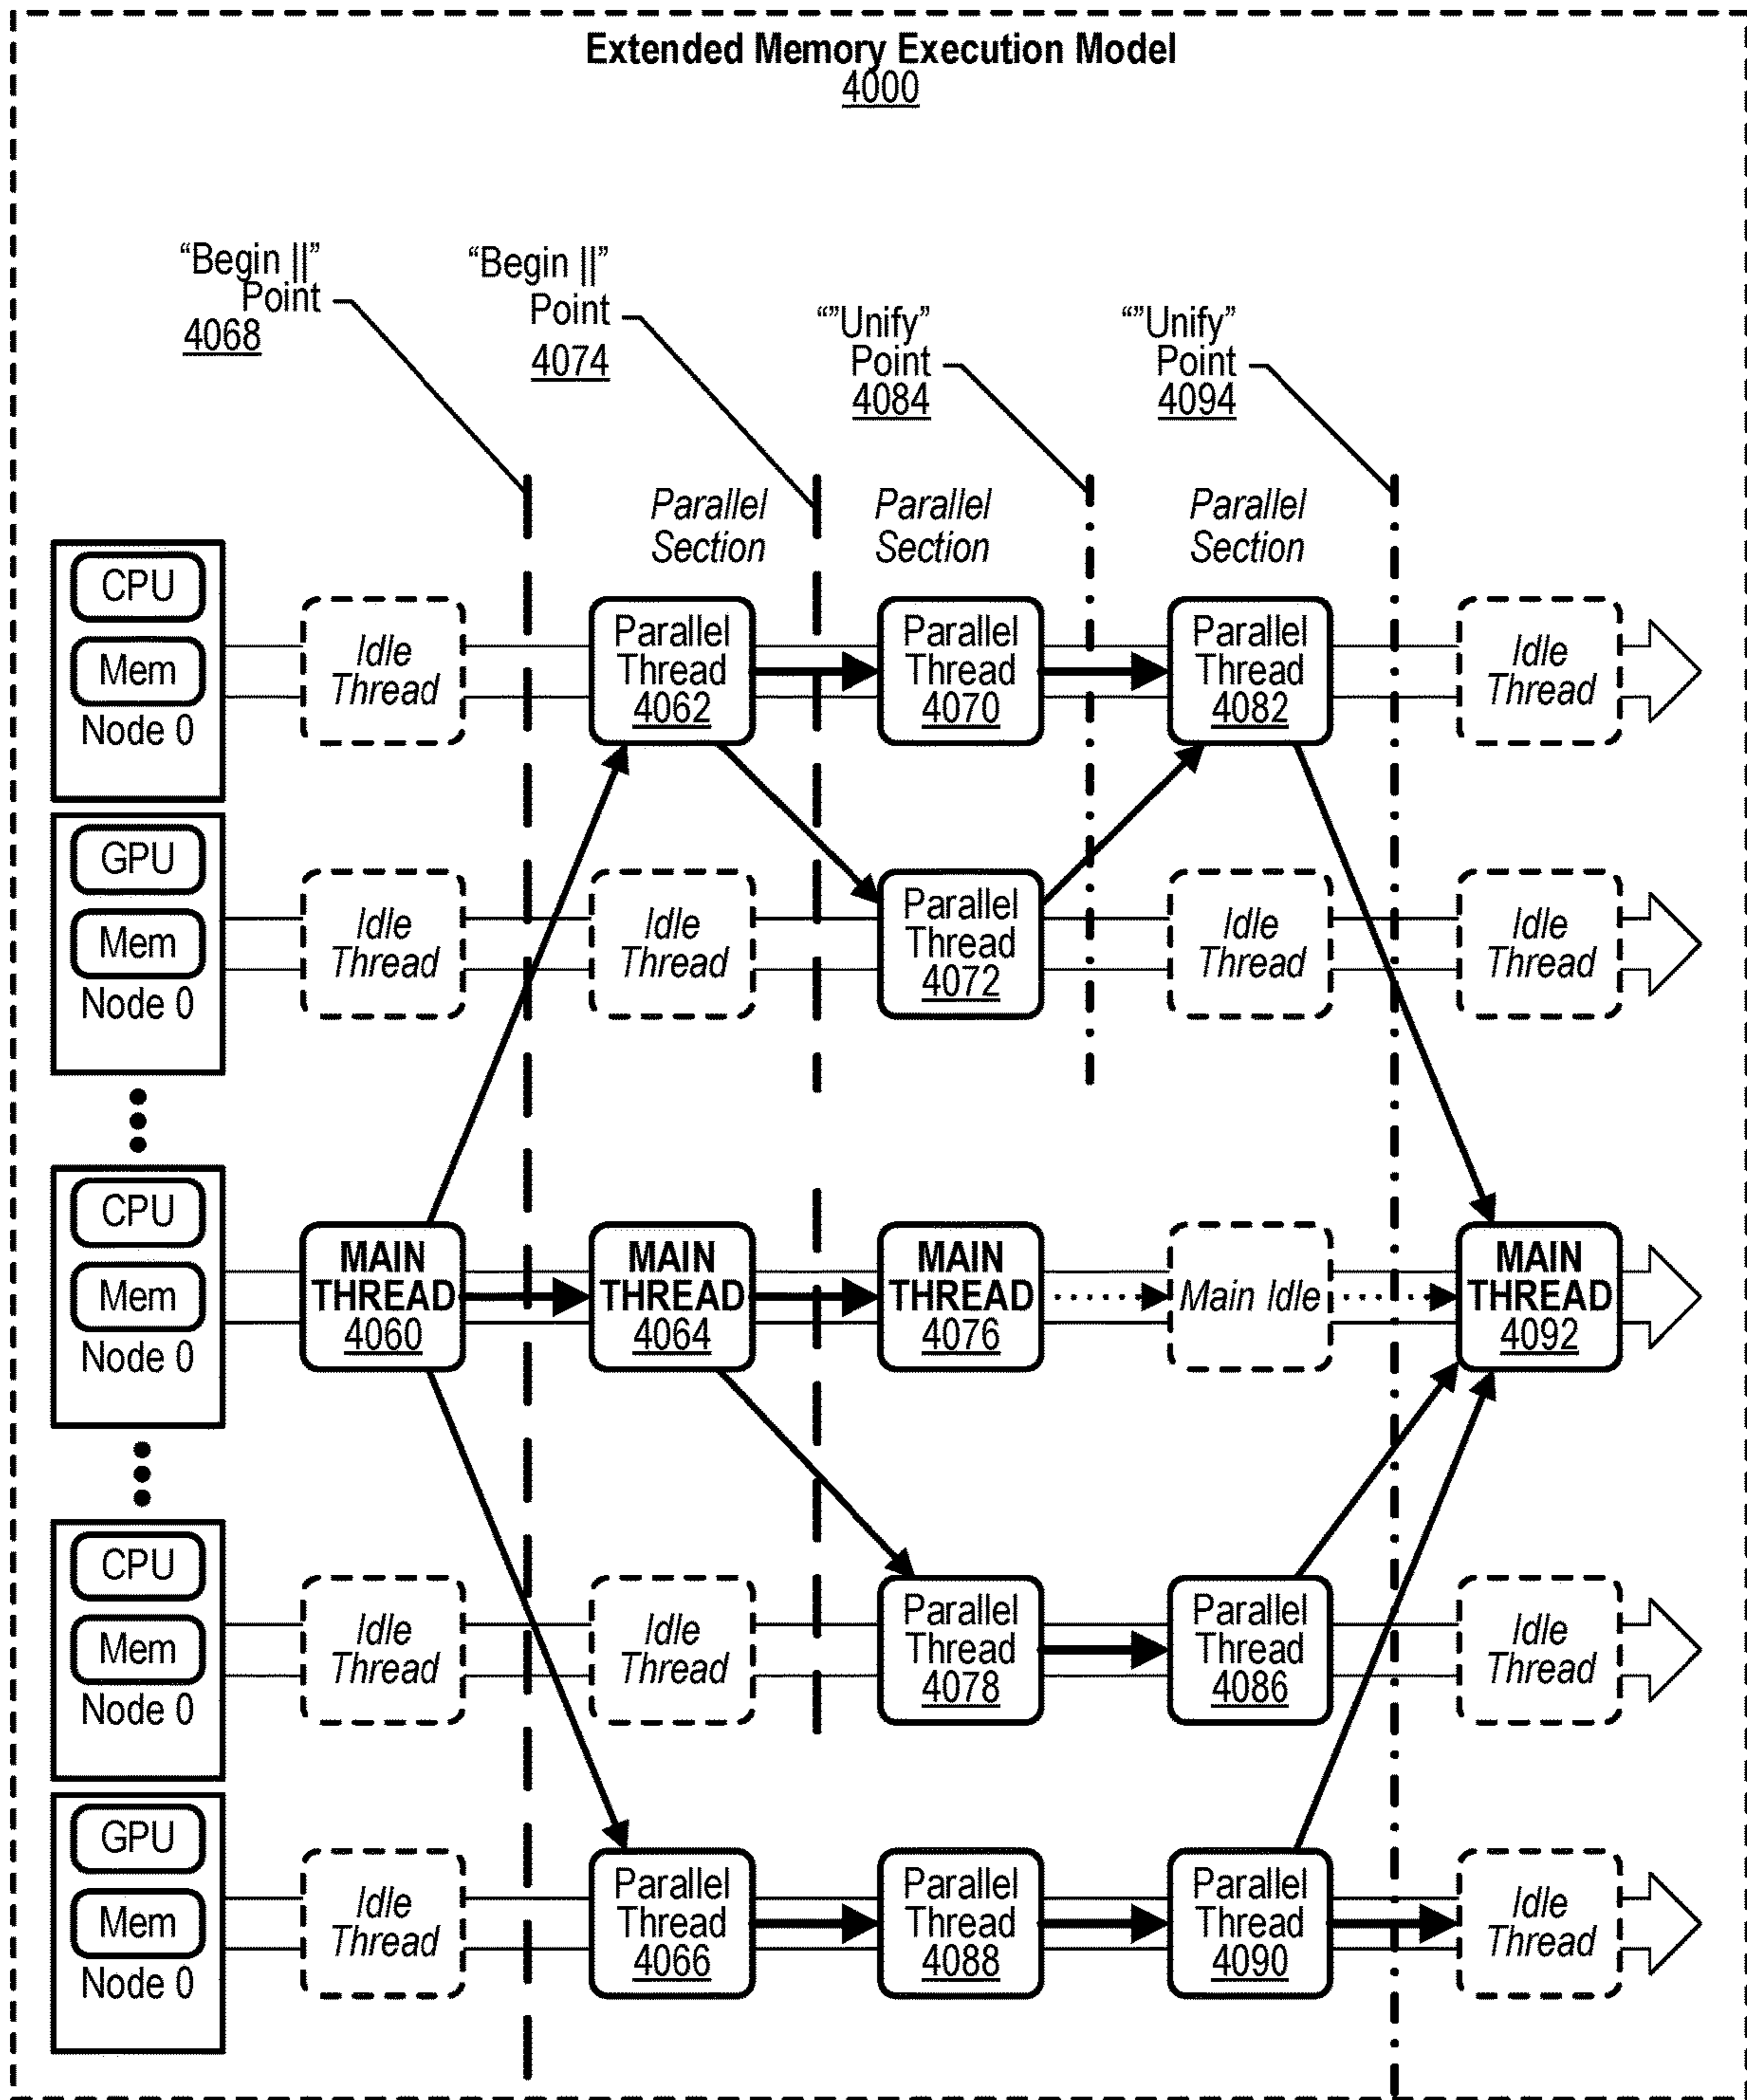 Extended Memory Execution Model
4000
“Begin ||”
Point
4068
“Begin ||”
Point
4074
“”Unify”
Point
4084
“”Unify”
Point
4094
Parallel
Section
Parallel
Section
Parallel
Section
CPU
Mem
Node 0
Idle
Thread
Parallel
Thread
4062
Parallel
Thread
4070
Parallel
Thread
4082
Idle
Thread
GPU
Mem
Node 0
Idle
Thread
Idle
Thread
Parallel
Thread
4072
Idle
Thread
Idle
Thread
CPU
Mem
Node 0
MAIN
THREAD
4060
MAIN
THREAD
4064
MAIN
THREAD
4076
Main Idle
MAIN
THREAD
4092
CPU
Mem
Node 0
Idle
Thread
Idle
Thread
Parallel
Thread
4078
Parallel
Thread
4086
Idle
Thread
GPU
Mem
Node 0
Idle
Thread
Parallel
Thread
4066
Parallel
Thread
4088
Parallel
Thread
4090
Idle
Thread